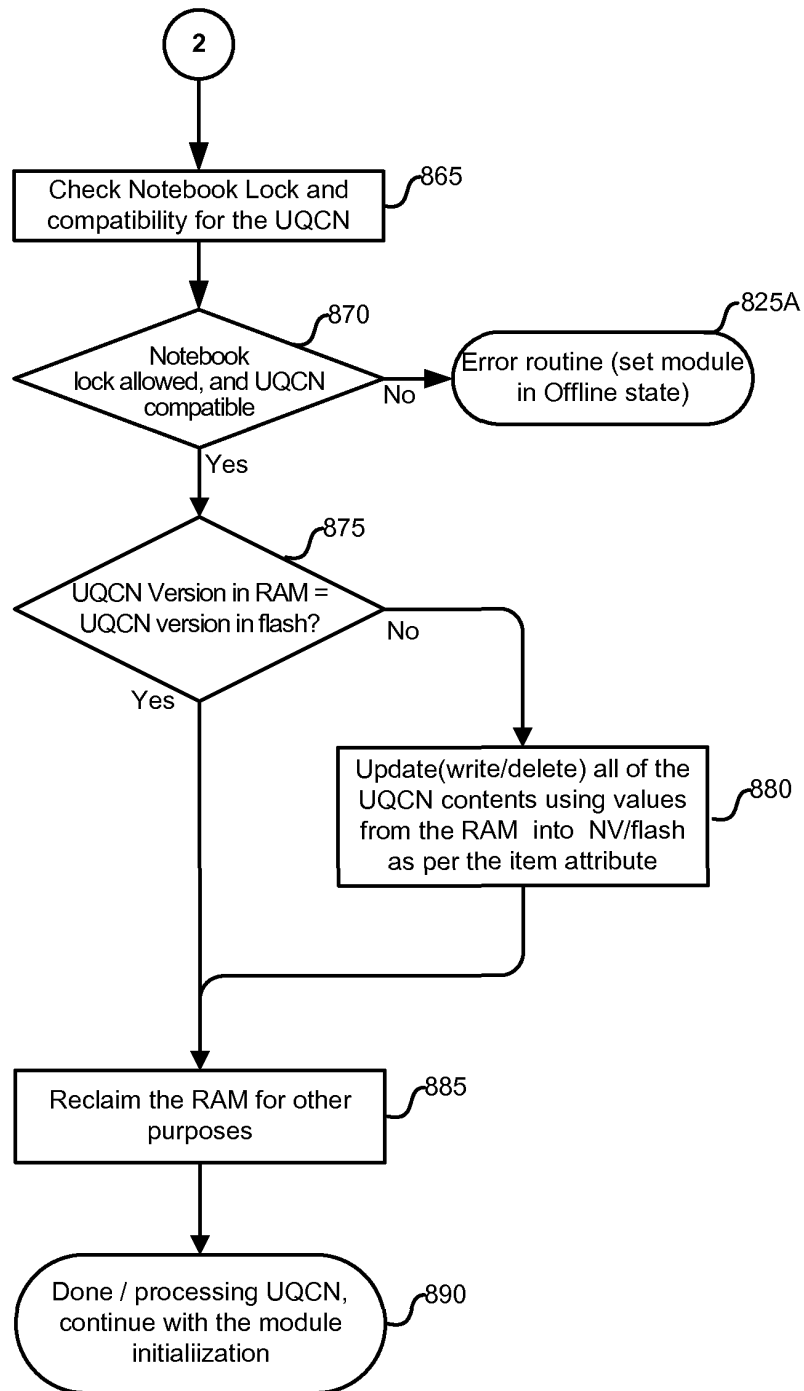 2
Check Notebook Lock and
compatibility for the UQCN
865
870
Notebook
lock allowed, and UQCN
compatible
No
825A
Error routine (set module
in Offline state)
Yes
875
UQCN Version in RAM =
UQCN version in flash?
No
Yes
Update(write/delete) all of the
UQCN contents using values
from the RAM into NV/flash
as per the item attribute
880
Reclaim the RAM for other
purposes
885
Done / processing UQCN,
continue with the module
initialiization
890